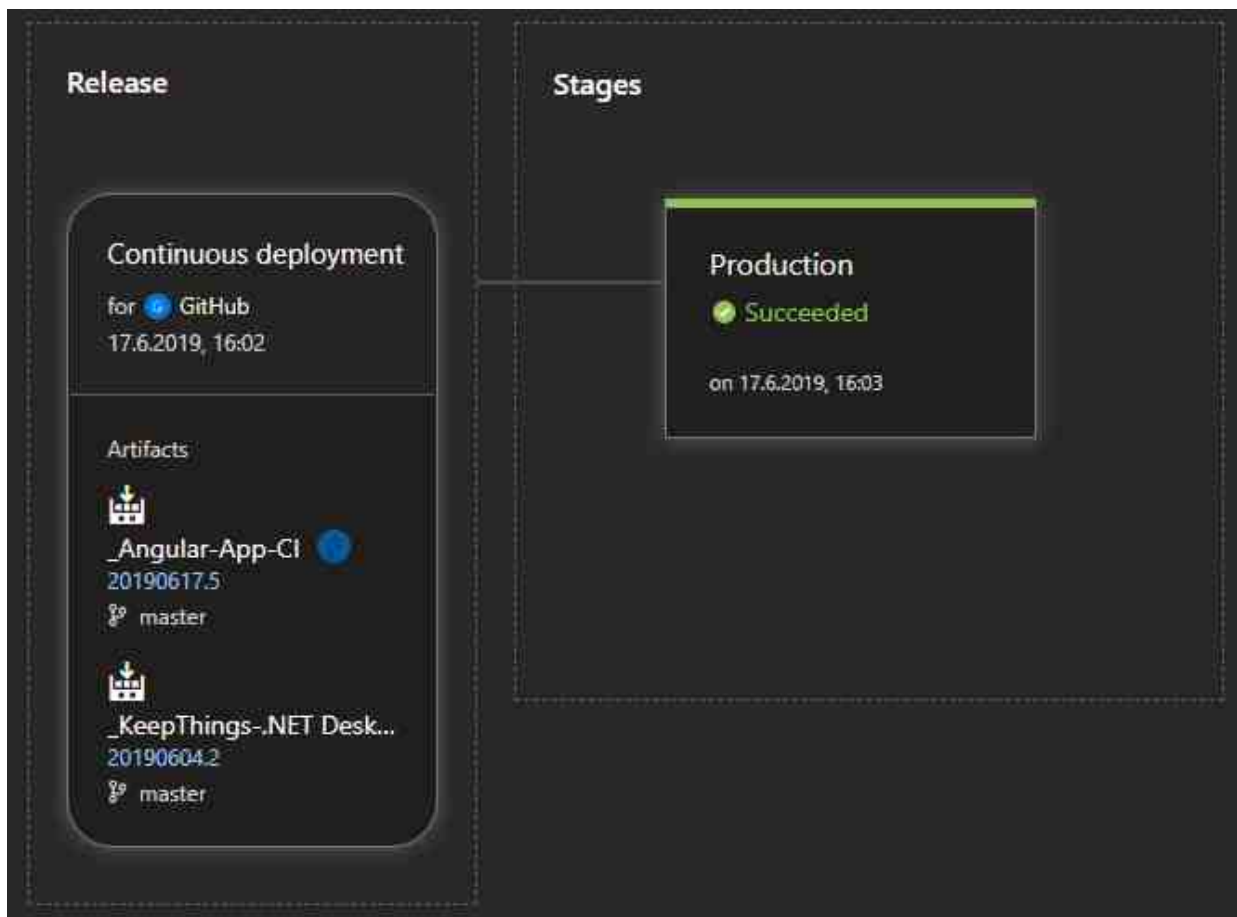 Release
Continuous deployment
for GitHub
17.6.2019, 16:02
Artifacts
_Angular-App-CI
20190617.5
master
_KeepThings-.NET Desk...
20190604.2
master
Stages
Production
Succeeded
on 17.6.2019, 16:03